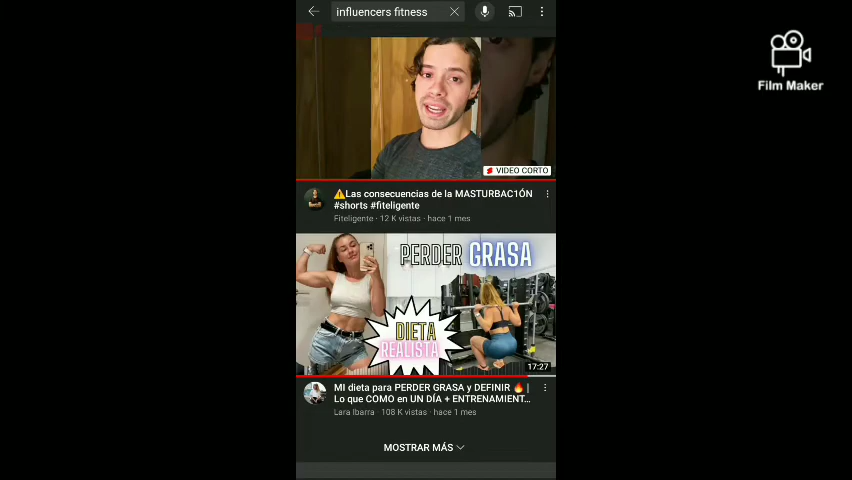 influencers fitness
Film Maker
VIDEO CORTO
⚠️Las consecuencias de la MASTURBAC1ÓN
#shorts #fiteligente
Fiteligente · 12 K vistas · hace 1 mes
PERDER GRASA
DIETA
REALISTA
17:27
MI dieta para PERDER GRASA y DEFINIR 🔥|
Lo que COMO en UN DÍA + ENTRENAMIENT...
Lara Ibarra · 108 K vistas · hace 1 mes
MOSTRAR MÁS